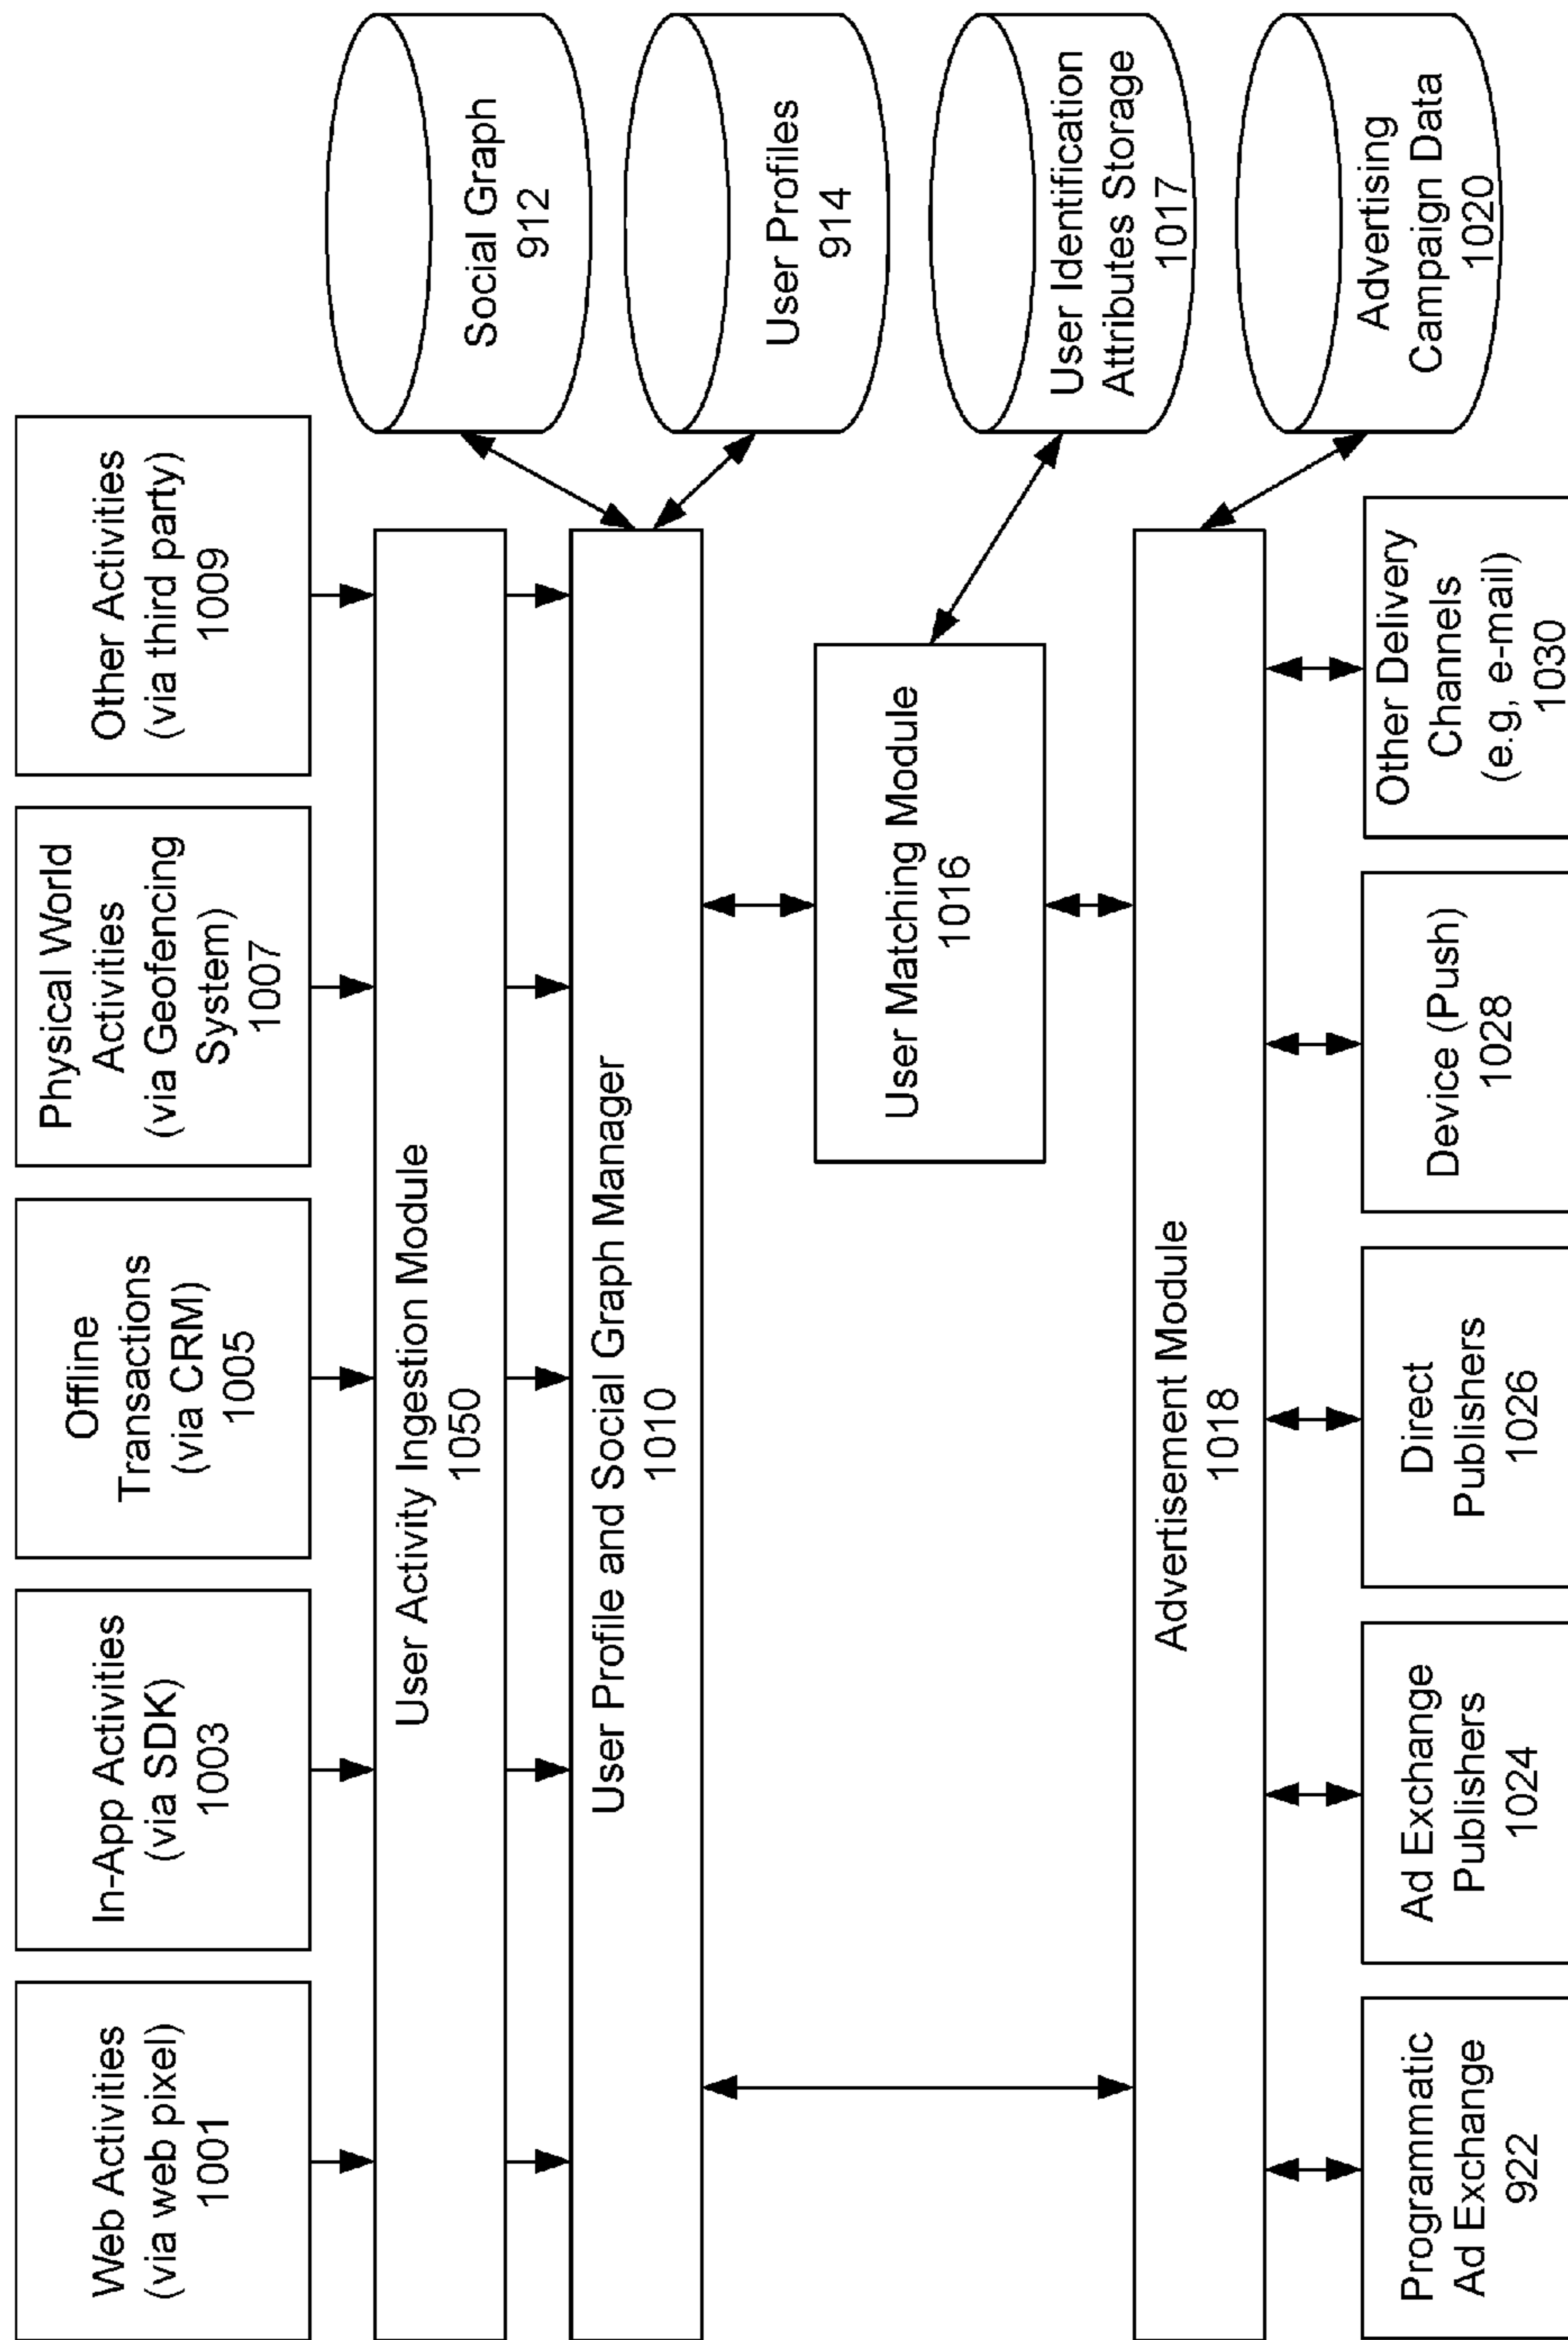 Web Activities
(via web pixel)
1001
In-App Activities
(via SDK)
1003
Offline
Transactions
(via CRM)
1005
Physical World
Activities
(via Geofencing
System)
1007
Other Activities
(via third party)
1009
User Activity Ingestion Module
1050
User Profile and Social Graph Manager
1010
Social Graph
912
User Profiles
914
User Matching Module
1016
User Identification
Attributes Storage
1017
Advertisement Module
1018
Advertising
Campaign Data
1020
Programmatic
Ad Exchange
922
Ad Exchange
Publishers
1024
Direct
Publishers
1026
Device (Push)
1028
Other Delivery
Channels
(e.g, e-mail)
1030